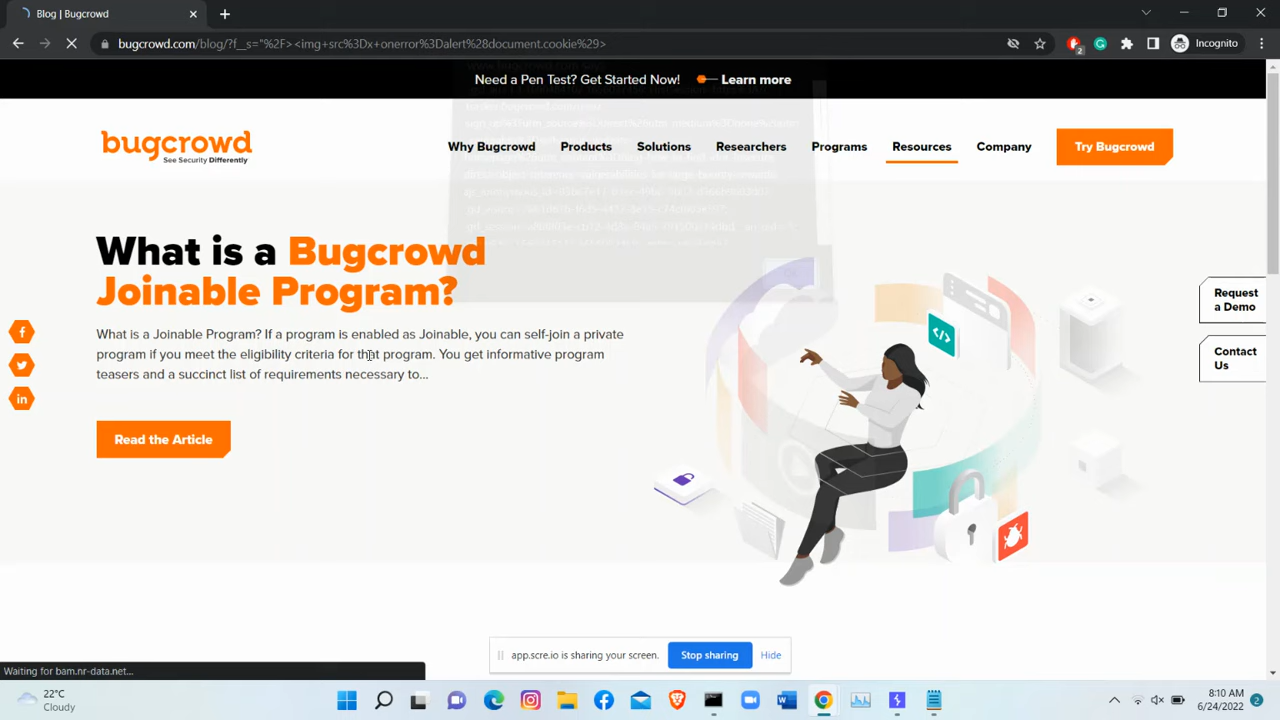 Blog | Bugcrowd
bugcrowd.com/blog/?f__s="%2F><img src%3Dx onerror%3Dalert%28document.cookie%29>
2
Incognito
Need a Pen Test? Get Started Now! Learn more
bugcrowd
See Security Differently
Why Bugcrowd Products Solutions Researchers Programs Resources Company Try Bugcrowd
What is a Bugcrowd
Joinable Program?
What is a Joinable Program? If a program is enabled as Joinable, you can self-join a private
program if you meet the eligibility criteria for that program. You get informative program
teasers and a succinct list of requirements necessary to...
Read the Article
Request
a Demo
Contact
Us
app.scre.io is sharing your screen. Stop sharing Hide
Waiting for bam.nr-data.net...
22°C
Cloudy
8:10 AM
6/24/2022
2